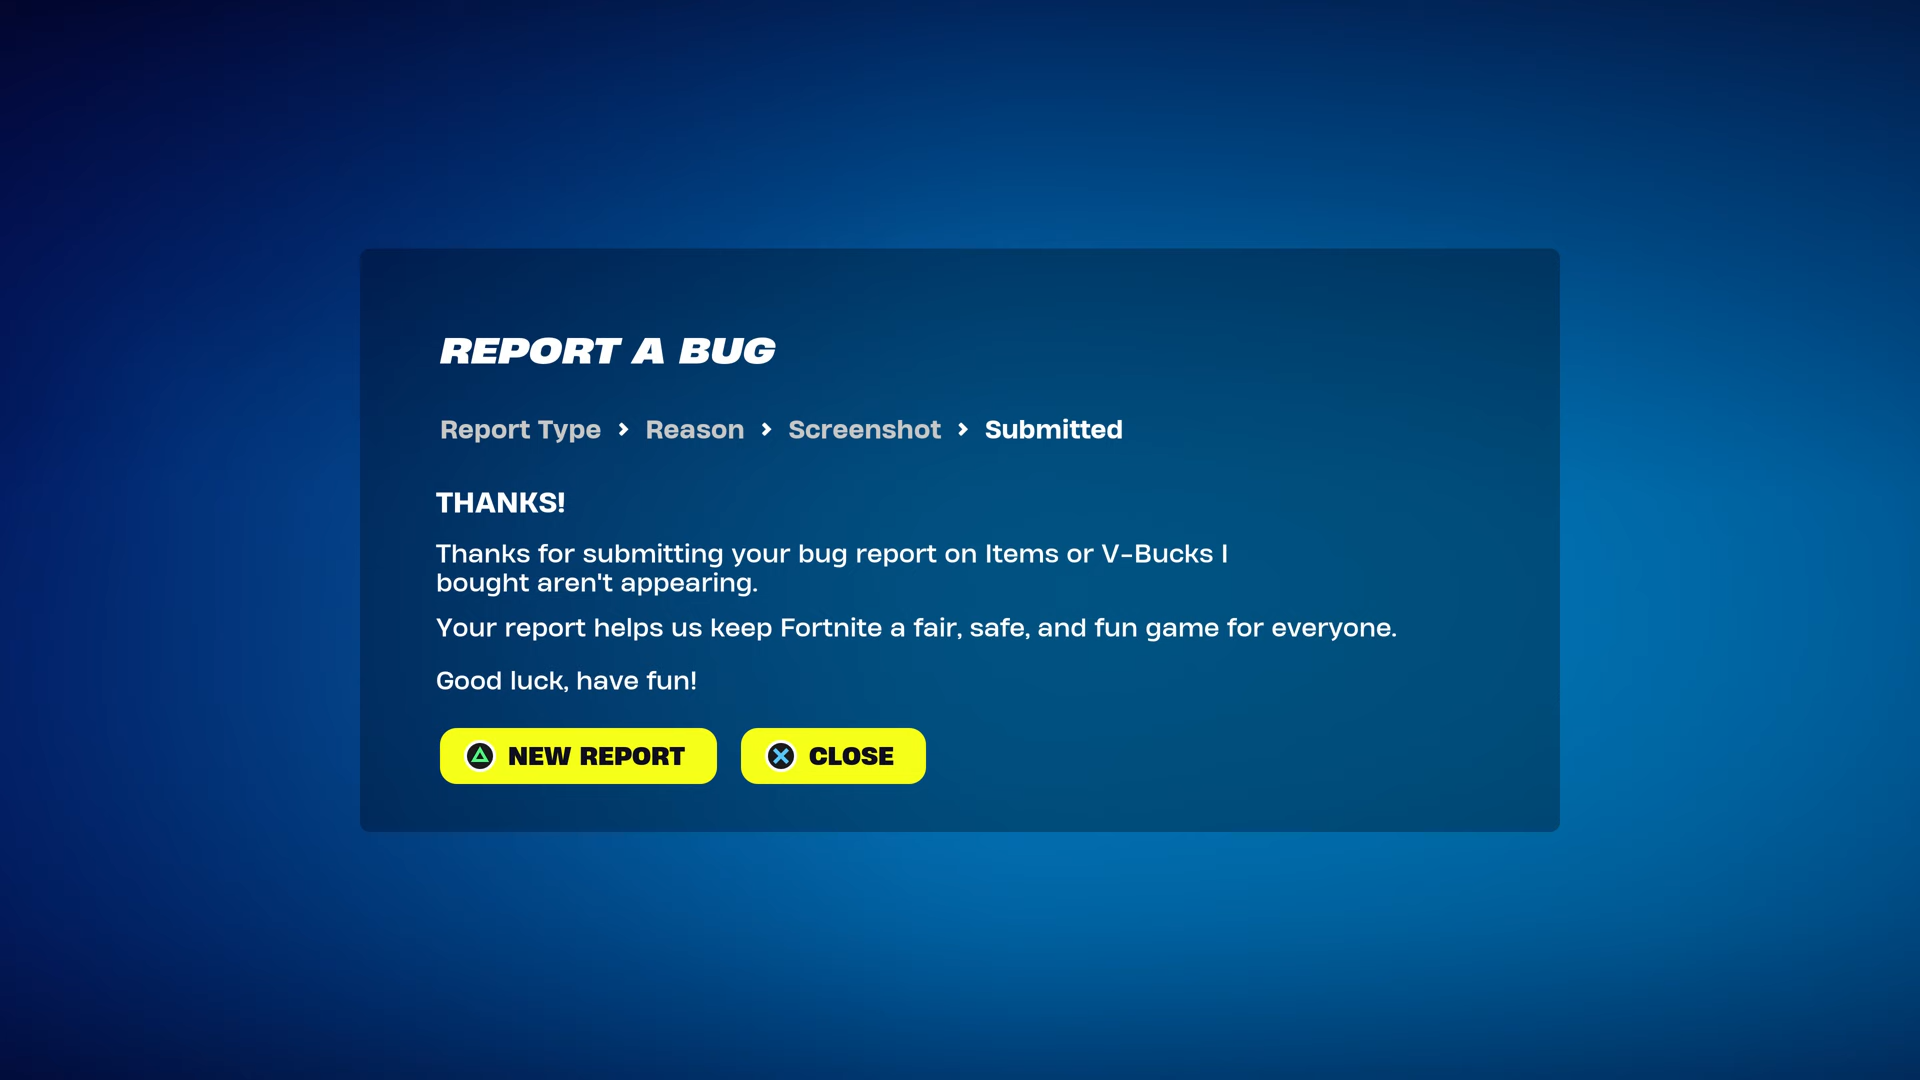 REPORT A BUG
Report Type > Reason > Screenshot > Submitted
THANKS!
Thanks for submitting your bug report on Items or V-Bucks I
bought aren't appearing.
Your report helps us keep Fortnite a fair, safe, and fun game for everyone.
Good luck, have fun!
NEW REPORT
CLOSE